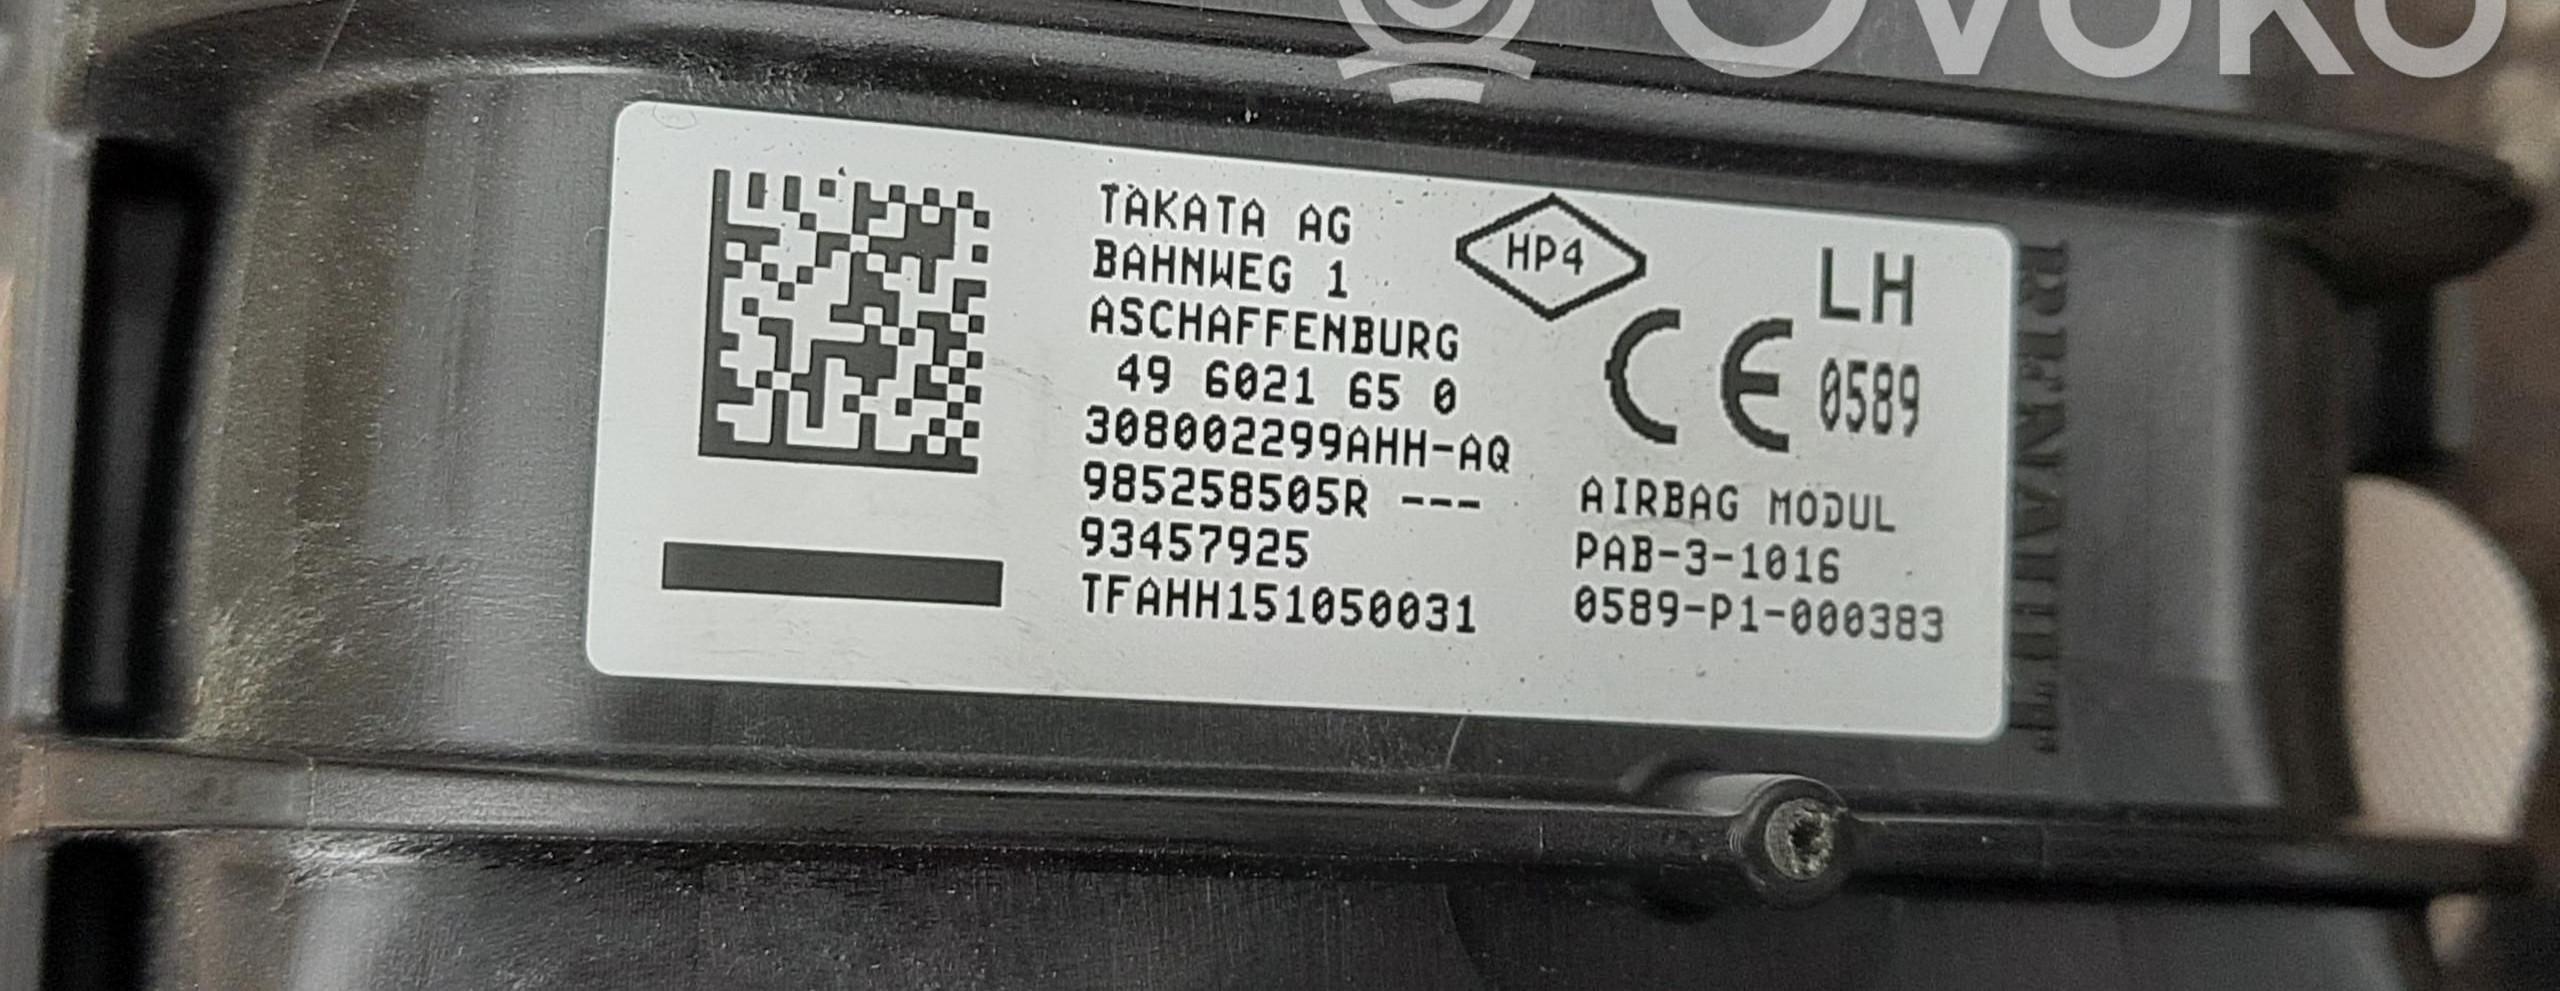 OVOKO
TAKATA AG
BAHNWEG 1
ASCHAFFENBURG
49 6021 65 0
308002299AHH-AQ
985258505R ---
93457925
TFAHH151050031
HP4
LH
CE 0589
AIRBAG MODUL
PAB-3-1016
0589-P1-000383